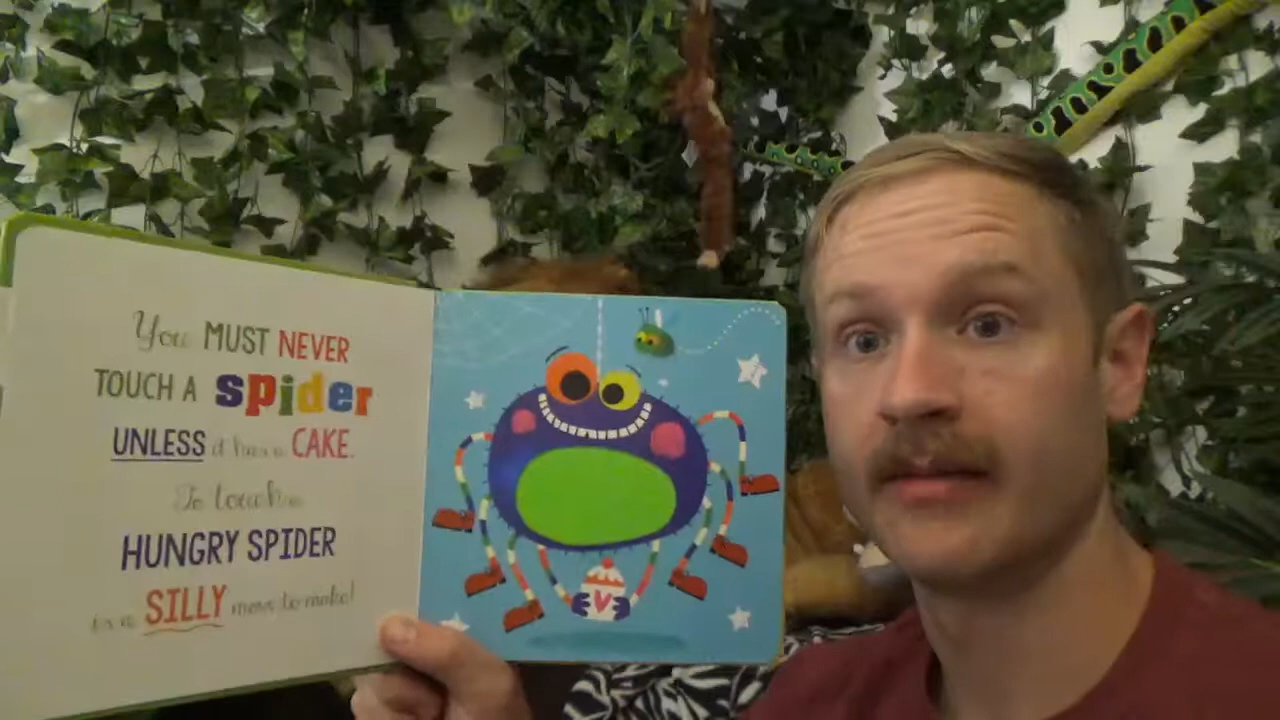 You MUST NEVER
TOUCH A spider
UNLESS it has a CAKE.
To touch a
HUNGRY SPIDER
is a SILLY move to make!